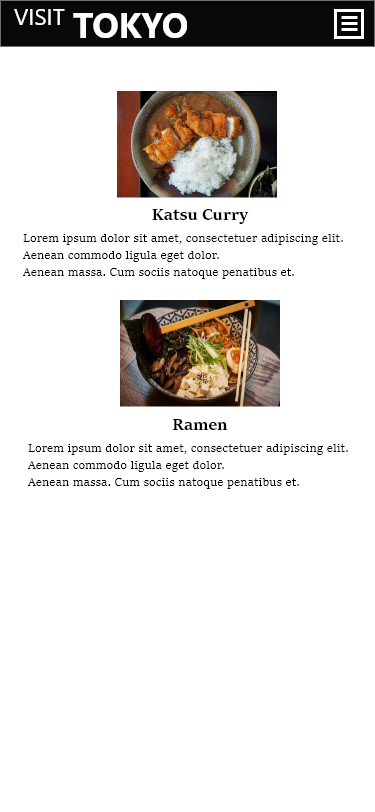 VISIT TOKYO
Katsu Curry
Lorem ipsum dolor sit amet, consectetuer adipiscing elit.
Aenean commodo ligula eget dolor.
Aenean massa. Cum sociis natoque penatibus et.
Ramen
Lorem ipsum dolor sit amet, consectetuer adipiscing elit.
Aenean commodo ligula eget dolor.
Aenean massa. Cum sociis natoque penatibus et.